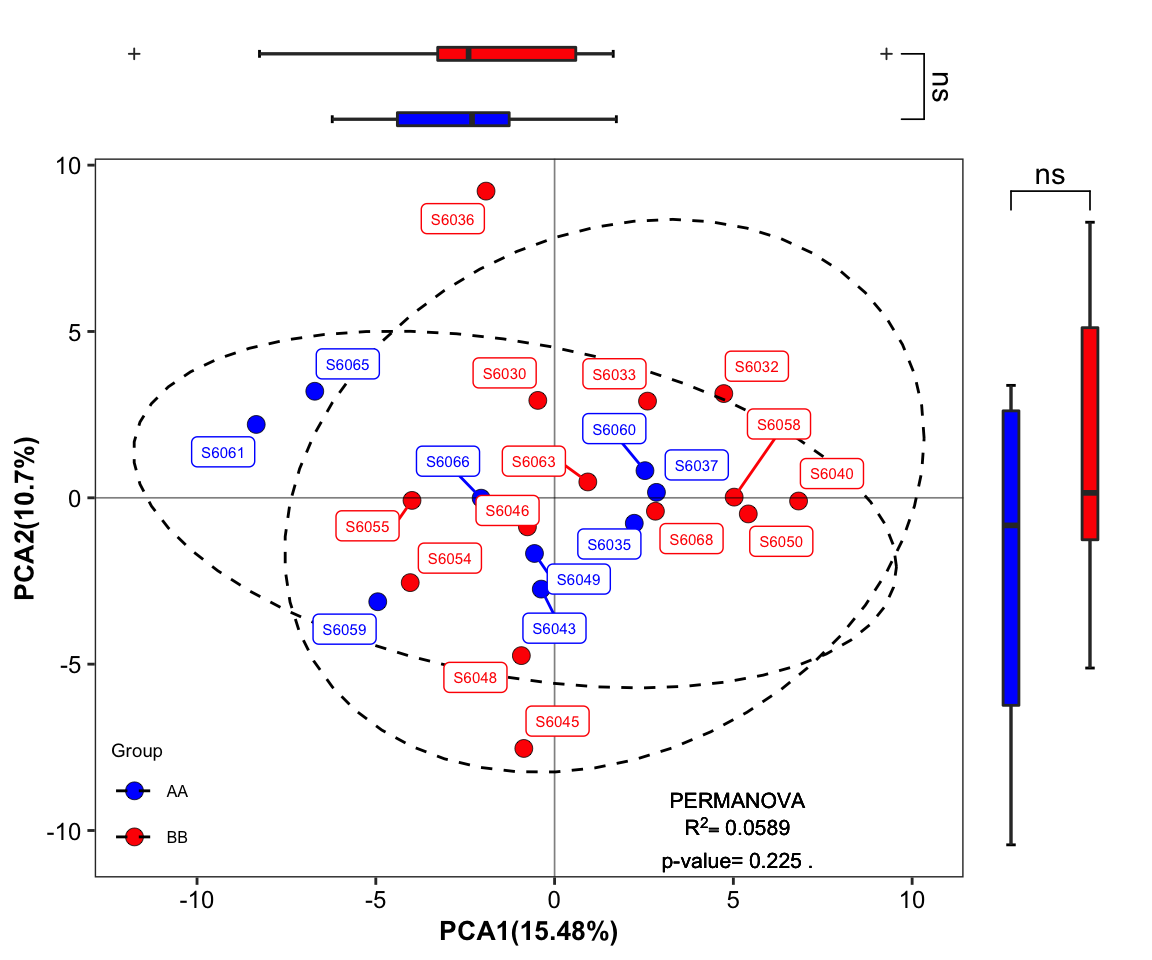 +
+
ns
ns
10
5
0
-5
-10
PCA2(10.7%)
S6036
S6065
S6061
S6030
S6033
S6032
S6060
S6058
S6066
S6063
S6037
S6040
S6055
S6046
S6035
S6068
S6050
S6054
S6049
S6059
S6043
S6048
S6045
Group
AA
BB
PERMANOVA
R²= 0.0589
p-value= 0.225 .
-10
-5
0
5
10
PCA1(15.48%)